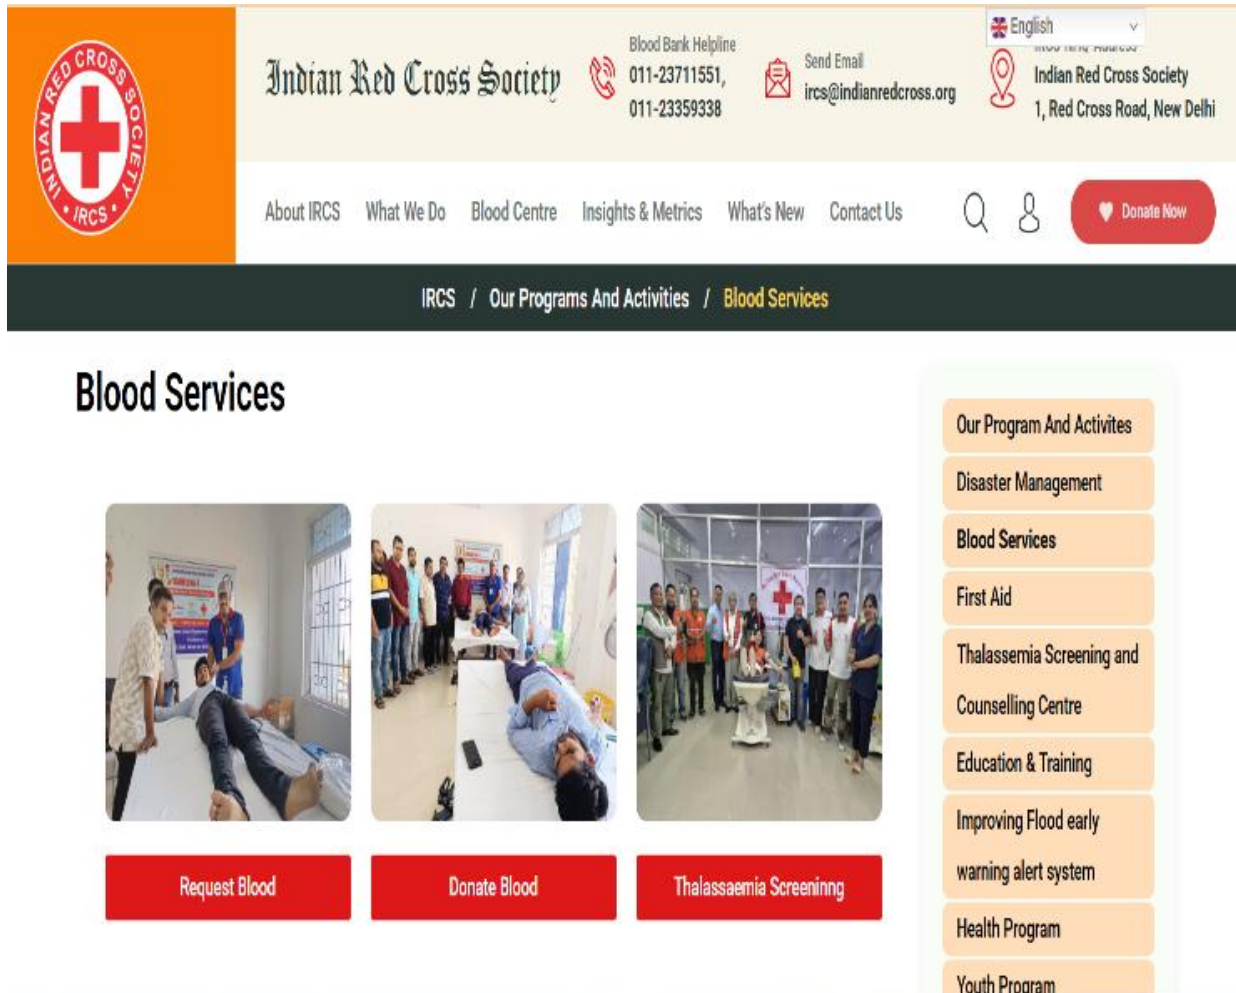 INDIAN RED CROSS SOCIETY
• IRCS •
Indian Red Cross Society
Blood Bank Helpline
011-23711551,
011-23359338
Send Email
ircs@indianredcross.org
English
Indian Red Cross Society
1, Red Cross Road, New Delhi
About IRCS What We Do Blood Centre Insights & Metrics What's New Contact Us
Donate Now
IRCS / Our Programs And Activities / Blood Services
Blood Services
Our Program And Activites
Disaster Management
Blood Services
First Aid
Thalassemia Screening and
Counselling Centre
Education & Training
Improving Flood early
warning alert system
Health Program
Youth Program
Request Blood
Donate Blood
Thalassaemia Screeninng